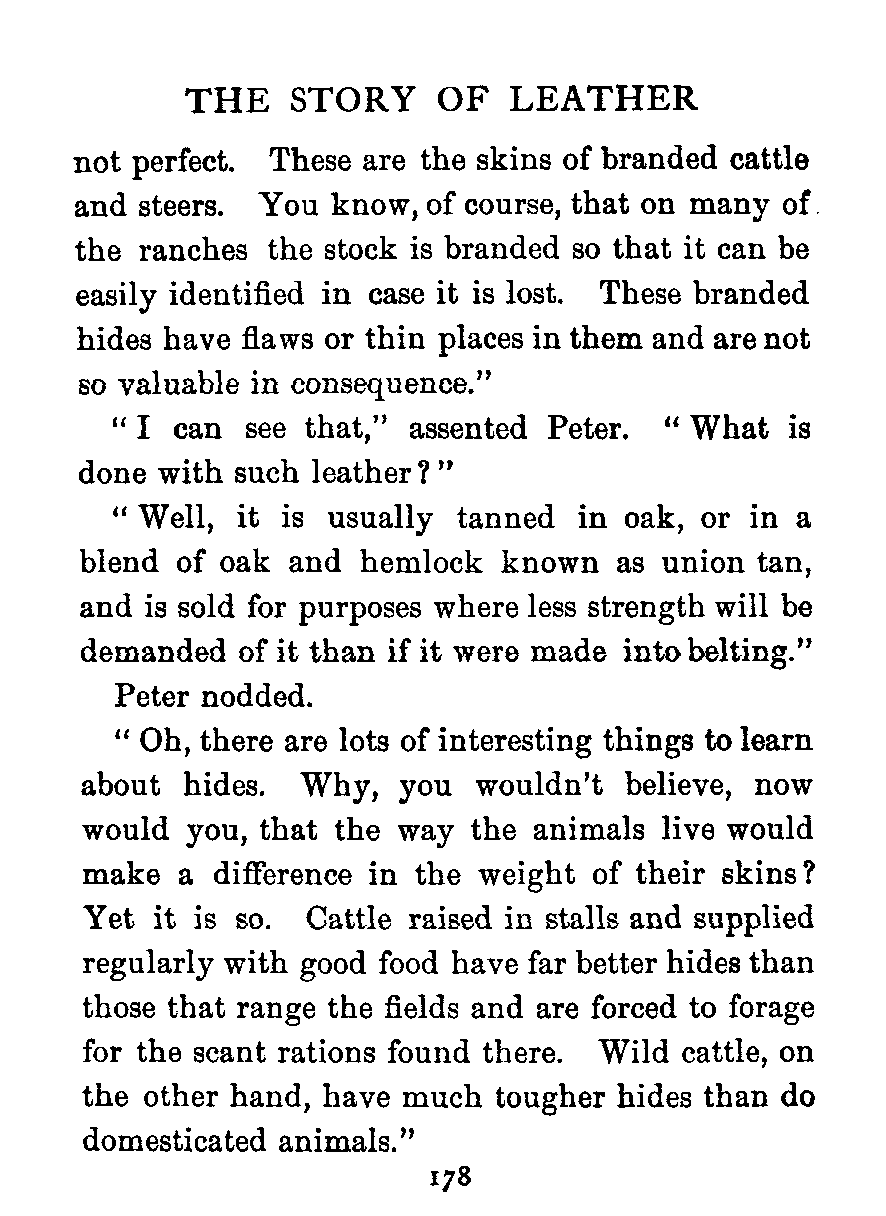 THE STORY OF LEATHER
not perfect. These are the skins of branded cattle
and steers. You know, of course, that on many of
the ranches the stock is branded so that it can be
easily identified in case it is lost. These branded
hides have flaws or thin places in them and are not
so valuable in consequence.”
“ I can see that,” assented Peter. “ What is
done with such leather? ”
“ Well, it is usually tanned in oak, or in a
blend of oak and hemlock known as union tan,
and is sold for purposes where less strength will be
demanded of it than if it were made into belting.”
Peter nodded.
“ Oh, there are lots of interesting things to learn
about hides. Why, you wouldn’t believe, now
would you, that the way the animals live would
make a difference in the weight of their skins?
Yet it is so. Cattle raised in stalls and supplied
regularly with good food have far better hides than
those that range the fields and are forced to forage
for the scant rations found there. Wild cattle, on
the other hand, have much tougher hides than do
domesticated animals.”
178